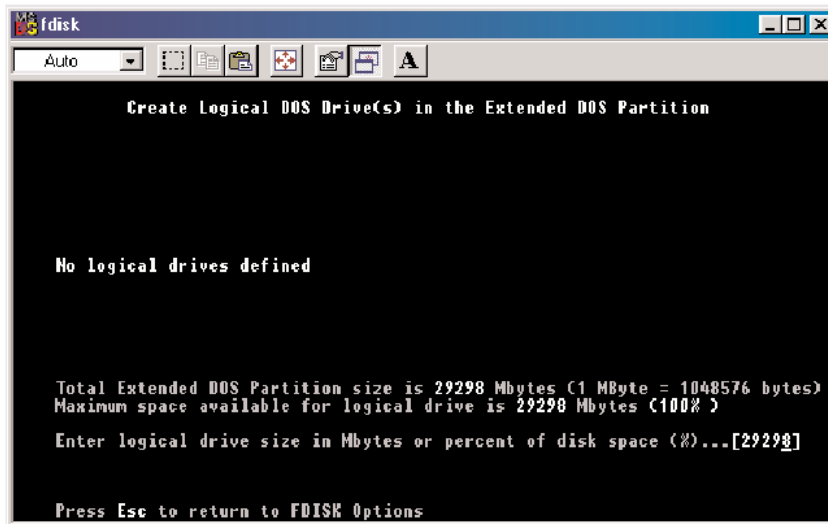 fdisk
Auto
A
Create Logical DOS Drive(s) in the Extended DOS Partition
No logical drives defined
Total Extended DOS Partition size is 29298 Mbytes (1 MByte = 1048576 bytes)
Maximum space available for logical drive is 29298 Mbytes (100% )
Enter logical drive size in Mbytes or percent of disk space (%)...[29298]
Press Esc to return to FDISK Options